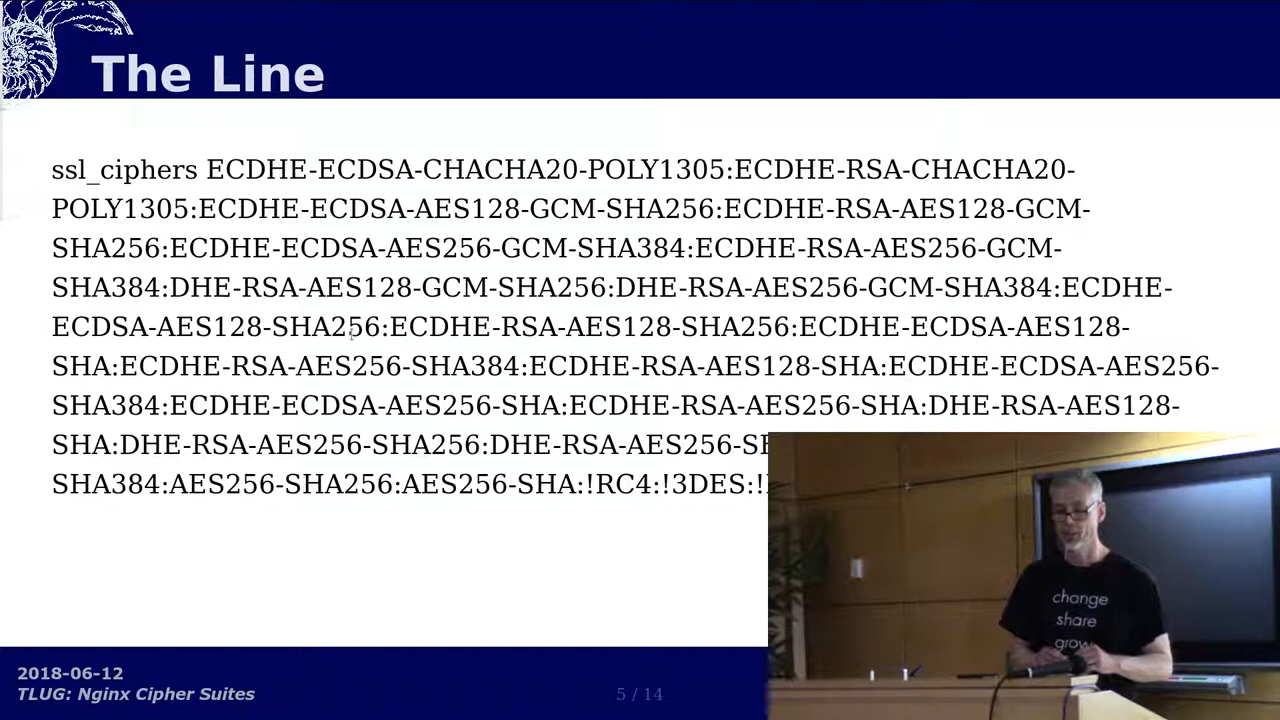 The Line
ssl_ciphers ECDHE-ECDSA-CHACHA20-POLY1305:ECDHE-RSA-CHACHA20-
POLY1305:ECDHE-ECDSA-AES128-GCM-SHA256:ECDHE-RSA-AES128-GCM-
SHA256:ECDHE-ECDSA-AES256-GCM-SHA384:ECDHE-RSA-AES256-GCM-
SHA384:DHE-RSA-AES128-GCM-SHA256:DHE-RSA-AES256-GCM-SHA384:ECDHE-
ECDSA-AES128-SHA256:ECDHE-RSA-AES128-SHA256:ECDHE-ECDSA-AES128-
SHA:ECDHE-RSA-AES256-SHA384:ECDHE-RSA-AES128-SHA:ECDHE-ECDSA-AES256-
SHA384:ECDHE-ECDSA-AES256-SHA:ECDHE-RSA-AES256-SHA:DHE-RSA-AES128-
SHA:DHE-RSA-AES256-SHA256:DHE-RSA-AES256-S
SHA384:AES256-SHA256:AES256-SHA:!RC4:!3DES:!
change
share
grow
2018-06-12
TLUG: Nginx Cipher Suites
5 / 14